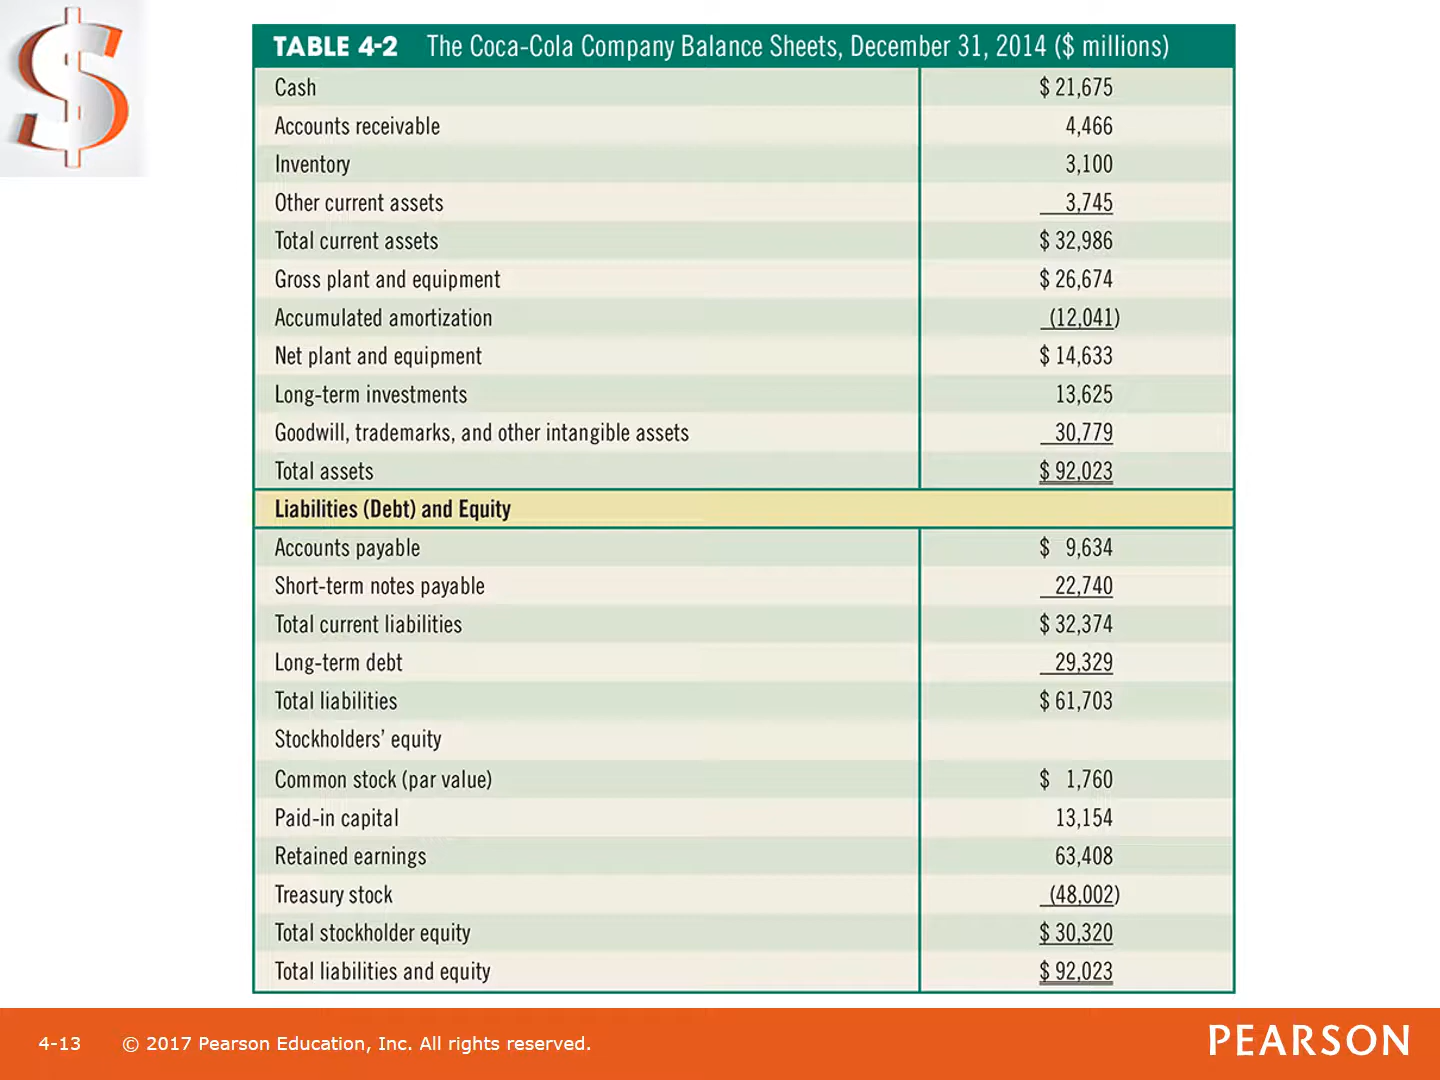 TABLE 4-2 The Coca-Cola Company Balance Sheets, December 31, 2014 ($ millions)
Cash $ 21,675
Accounts receivable 4,466
Inventory 3,100
Other current assets 3,745
Total current assets $ 32,986
Gross plant and equipment $ 26,674
Accumulated amortization (12,041)
Net plant and equipment $ 14,633
Long-term investments 13,625
Goodwill, trademarks, and other intangible assets 30,779
Total assets $ 92,023
Liabilities (Debt) and Equity
Accounts payable $ 9,634
Short-term notes payable 22,740
Total current liabilities $ 32,374
Long-term debt 29,329
Total liabilities $ 61,703
Stockholders’ equity
Common stock (par value) $ 1,760
Paid-in capital 13,154
Retained earnings 63,408
Treasury stock (48,002)
Total stockholder equity $ 30,320
Total liabilities and equity $ 92,023
4-13 © 2017 Pearson Education, Inc. All rights reserved.
PEARSON